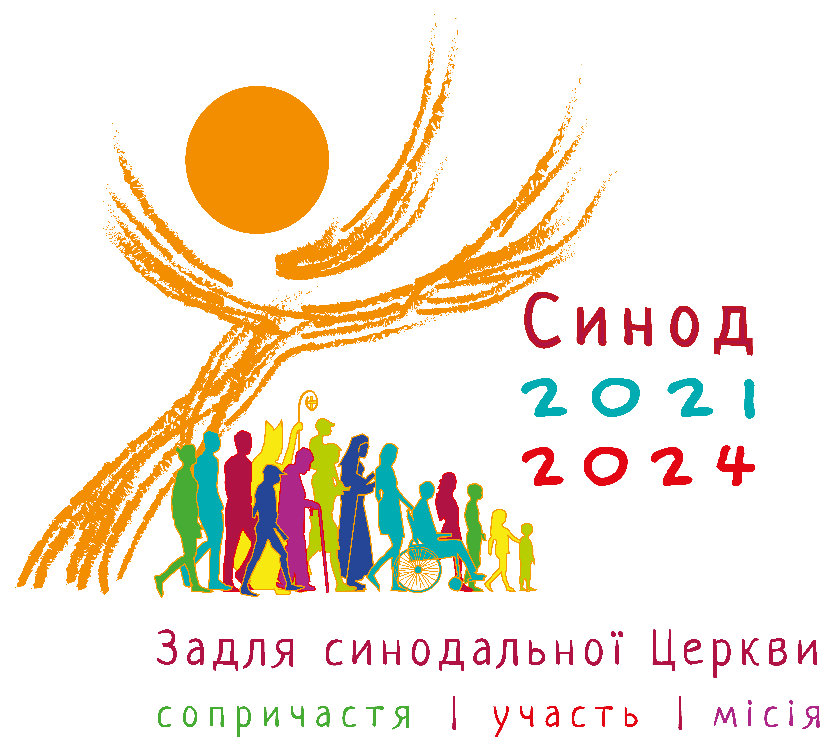 Синод
2021
2024
Задля синодальної Церкви
сопричастя | участь | місія